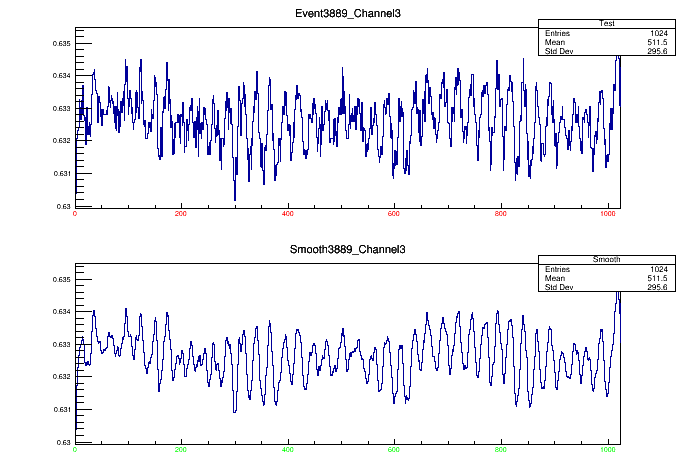 Event3889_Channel3
Test
Entries 1024
Mean 511.5
Std Dev 295.6
0.635
0.634
0.633
0.632
0.631
0.63
0 200 400 600 800 1000
Smooth3889_Channel3
Smooth
Entries 1024
Mean 511.5
Std Dev 295.6
0.635
0.634
0.633
0.632
0.631
0.63
0 200 400 600 800 1000